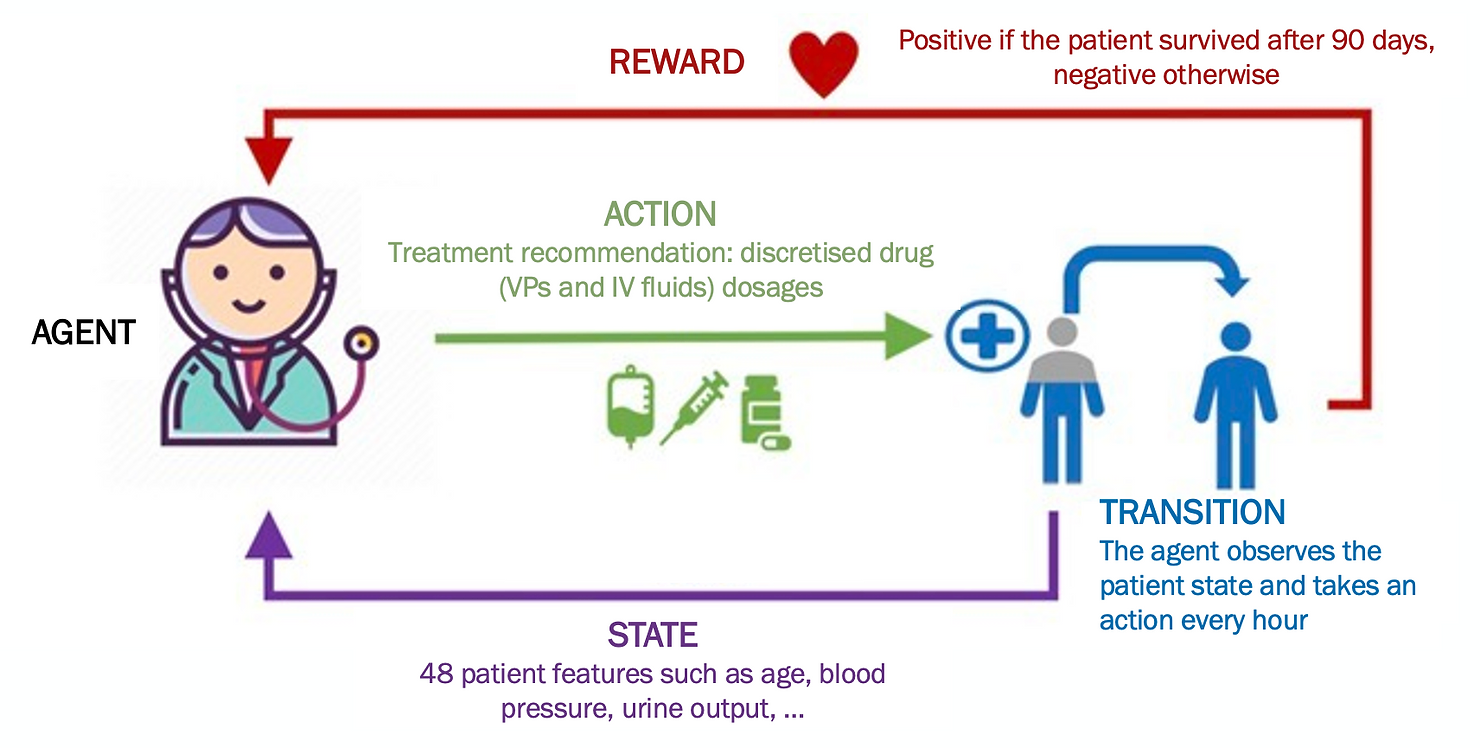 REWARD
Positive if the patient survived after 90 days,
negative otherwise
ACTION
Treatment recommendation: discretised drug
(VPs and IV fluids) dosages
AGENT
TRANSITION
The agent observes the
patient state and takes an
action every hour
STATE
48 patient features such as age, blood
pressure, urine output, ...